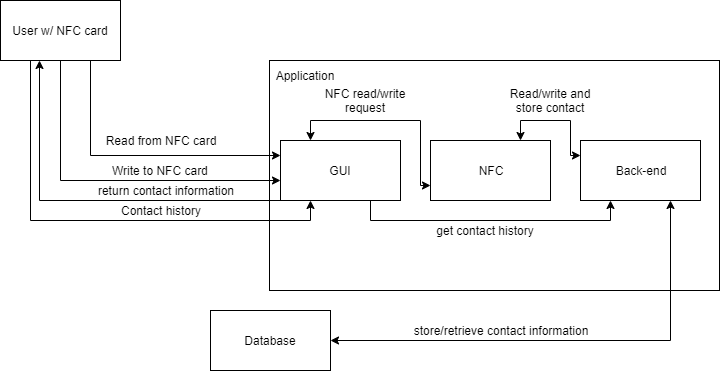 User w/ NFC card
Application
NFC read/write
request
Read/write and
store contact
Read from NFC card
GUI
NFC
Back-end
Write to NFC card
return contact information
Contact history
get contact history
Database
store/retrieve contact information